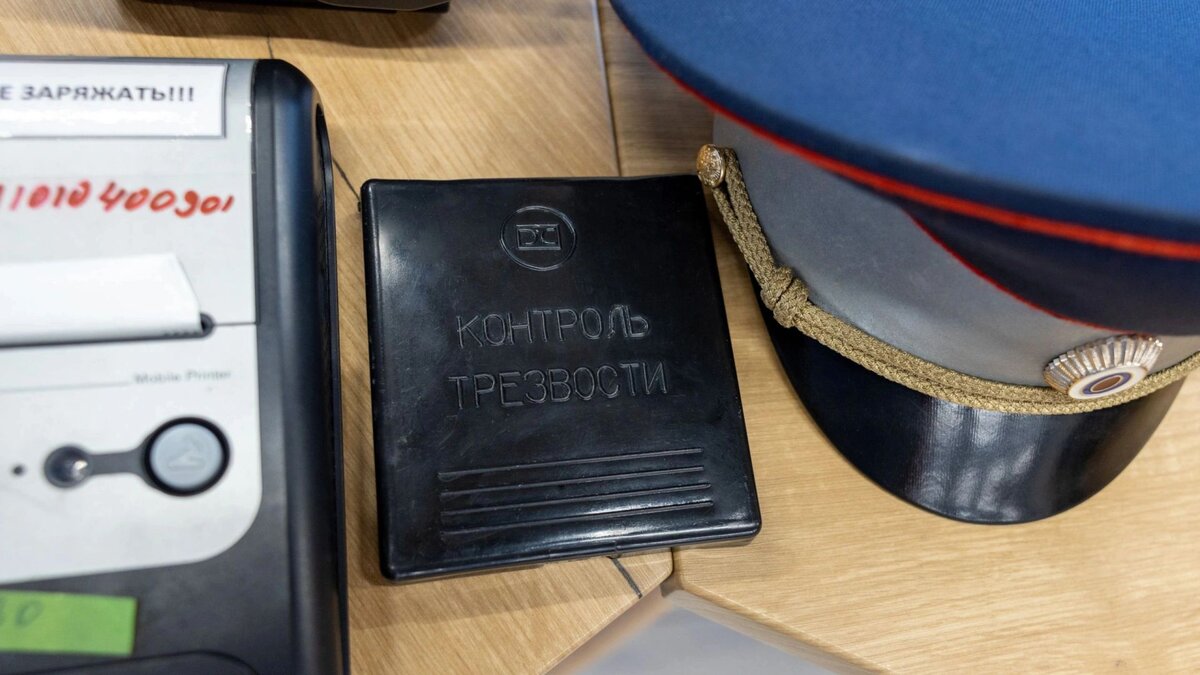 Е ЗАРЯЖАТЬ!!!
11010400901
Mobile Printer
КОНТРОЛЬ
ТРЕЗВОСТИ